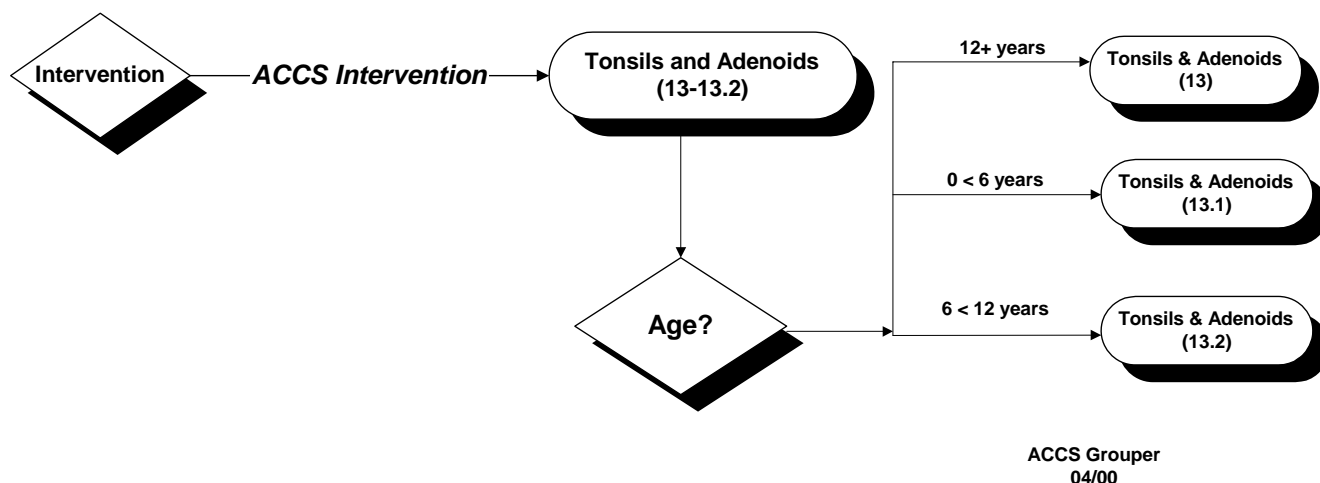 Intervention
ACCS Intervention
Tonsils and Adenoids
(13-13.2)
12+ years
Tonsils & Adenoids
(13)
0 < 6 years
Tonsils & Adenoids
(13.1)
Age?
6 < 12 years
Tonsils & Adenoids
(13.2)
ACCS Grouper
04/00